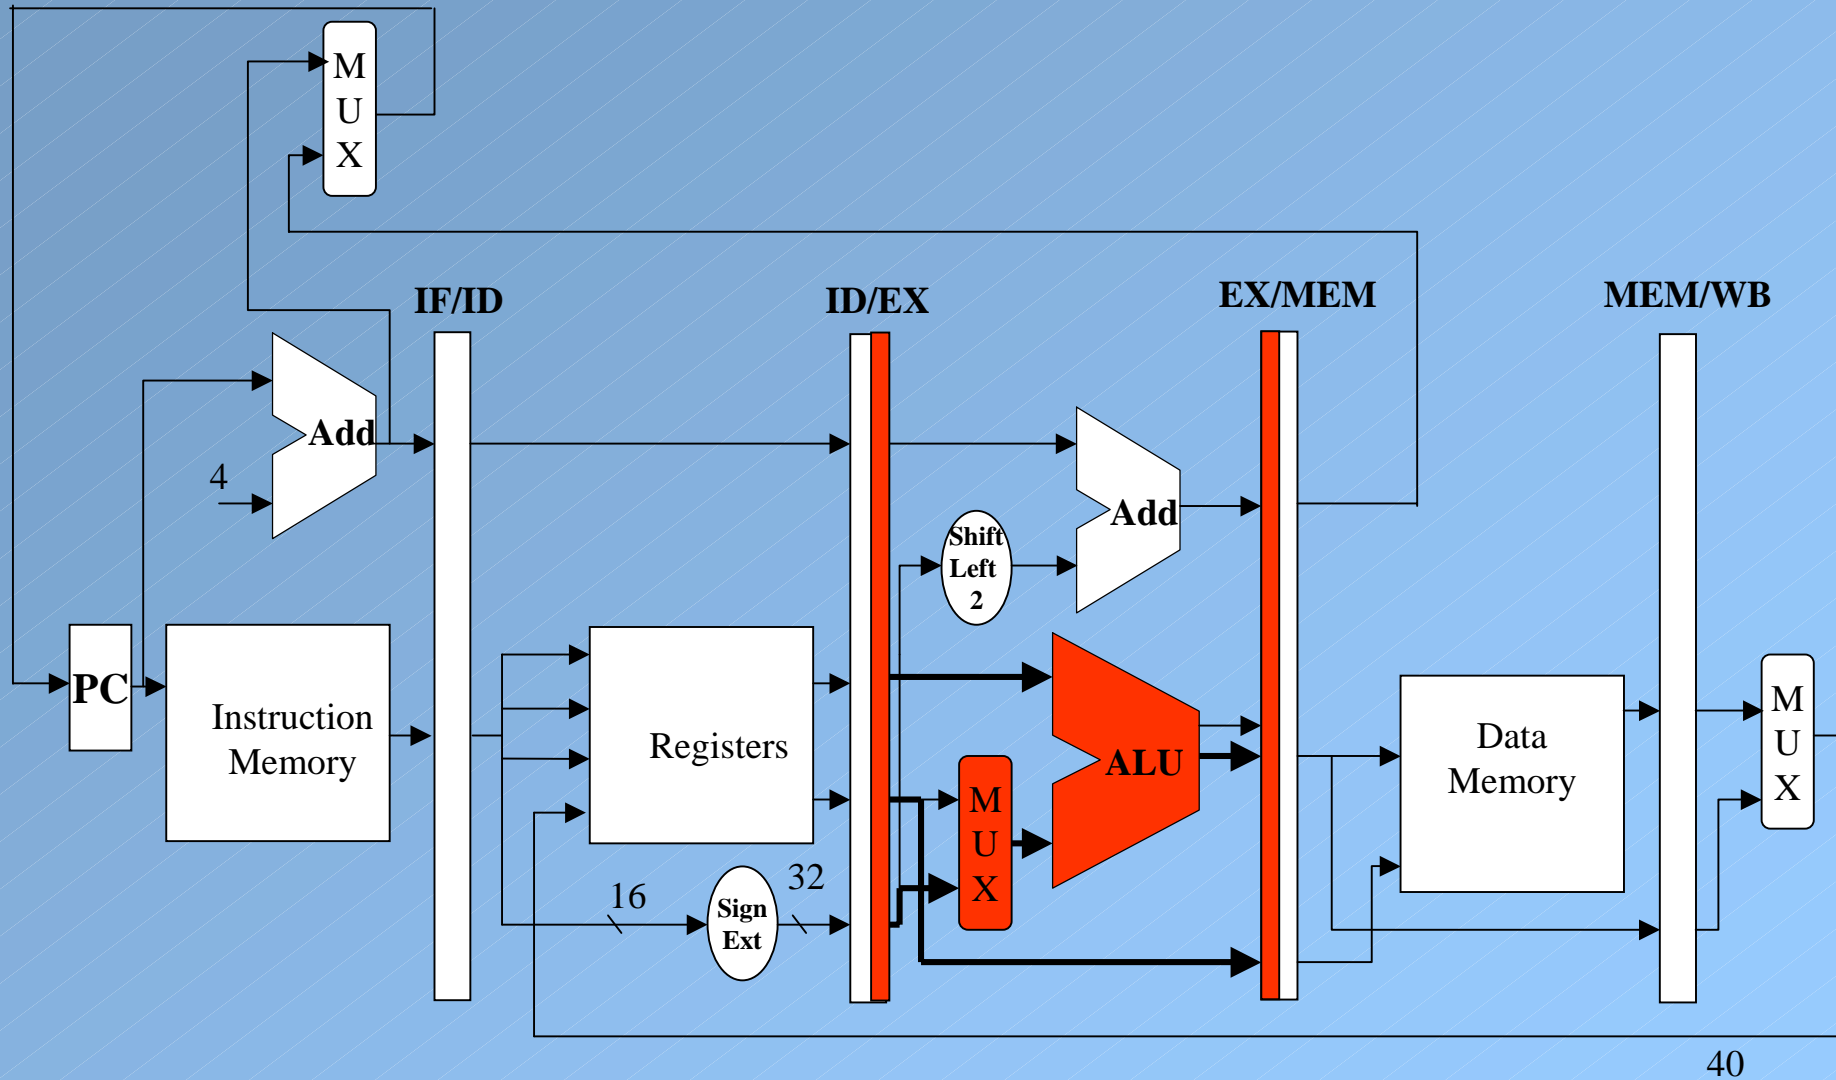 M
U
X
IF/ID
ID/EX
EX/MEM
MEM/WB
Add
4
Add
Shift
Left
2
PC
Instruction
Memory
Registers
ALU
M
U
X
Data
Memory
M
U
X
16
Sign
Ext
32
40